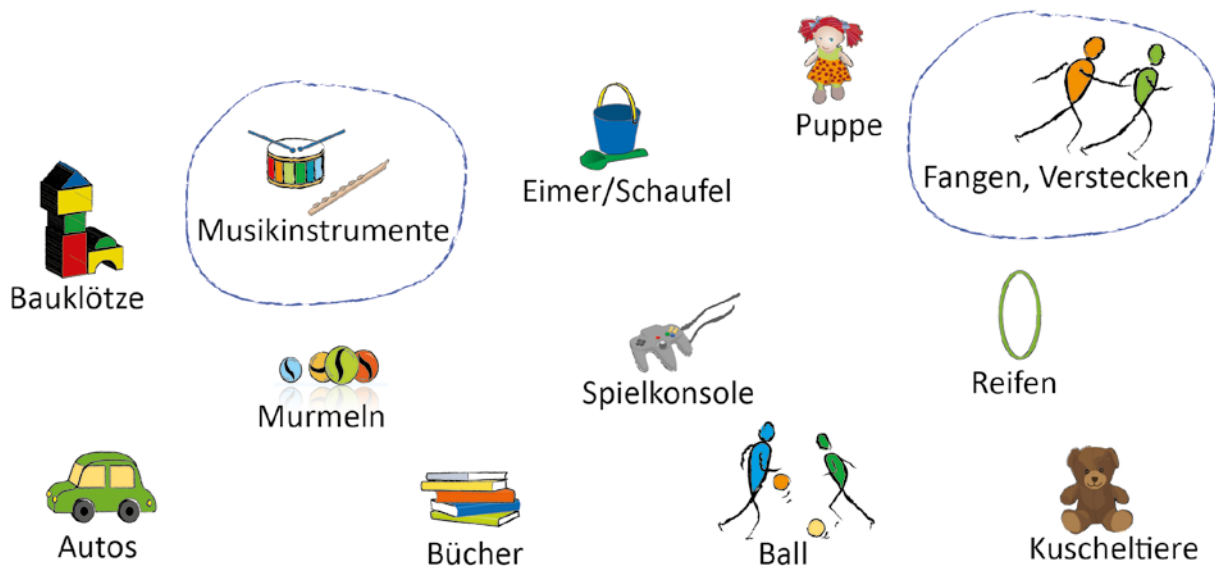 Puppe
Fangen, Verstecken
Eimer/Schaufel
Musikinstrumente
Bauklötze
Reifen
Spielkonsole
Murmeln
Autos
Bücher
Ball
Kuscheltiere